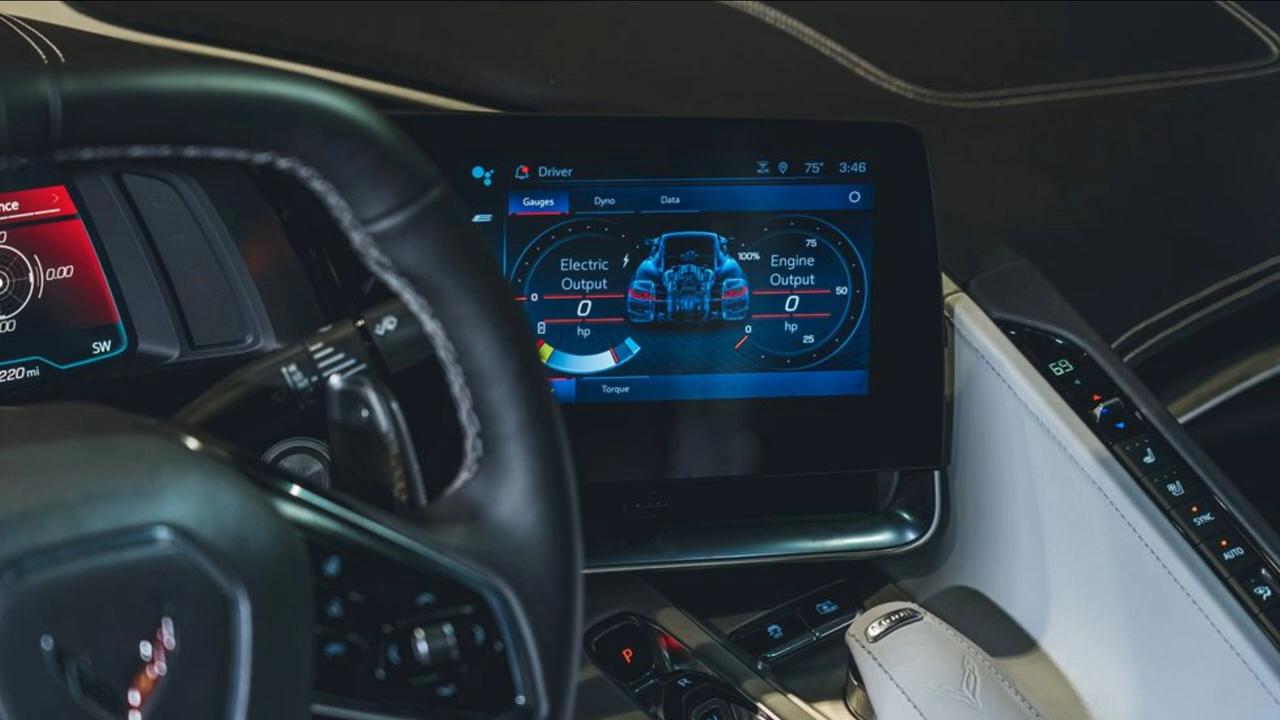 nce >
0.00
00
SW
220 mi
Driver
75° 3:46
Gauges Dyno Data
Electric
Output
0
0
hp
100%
Engine
Output
0
hp
75
50
25
0
Torque
P
R
69
SYNC
AUTO